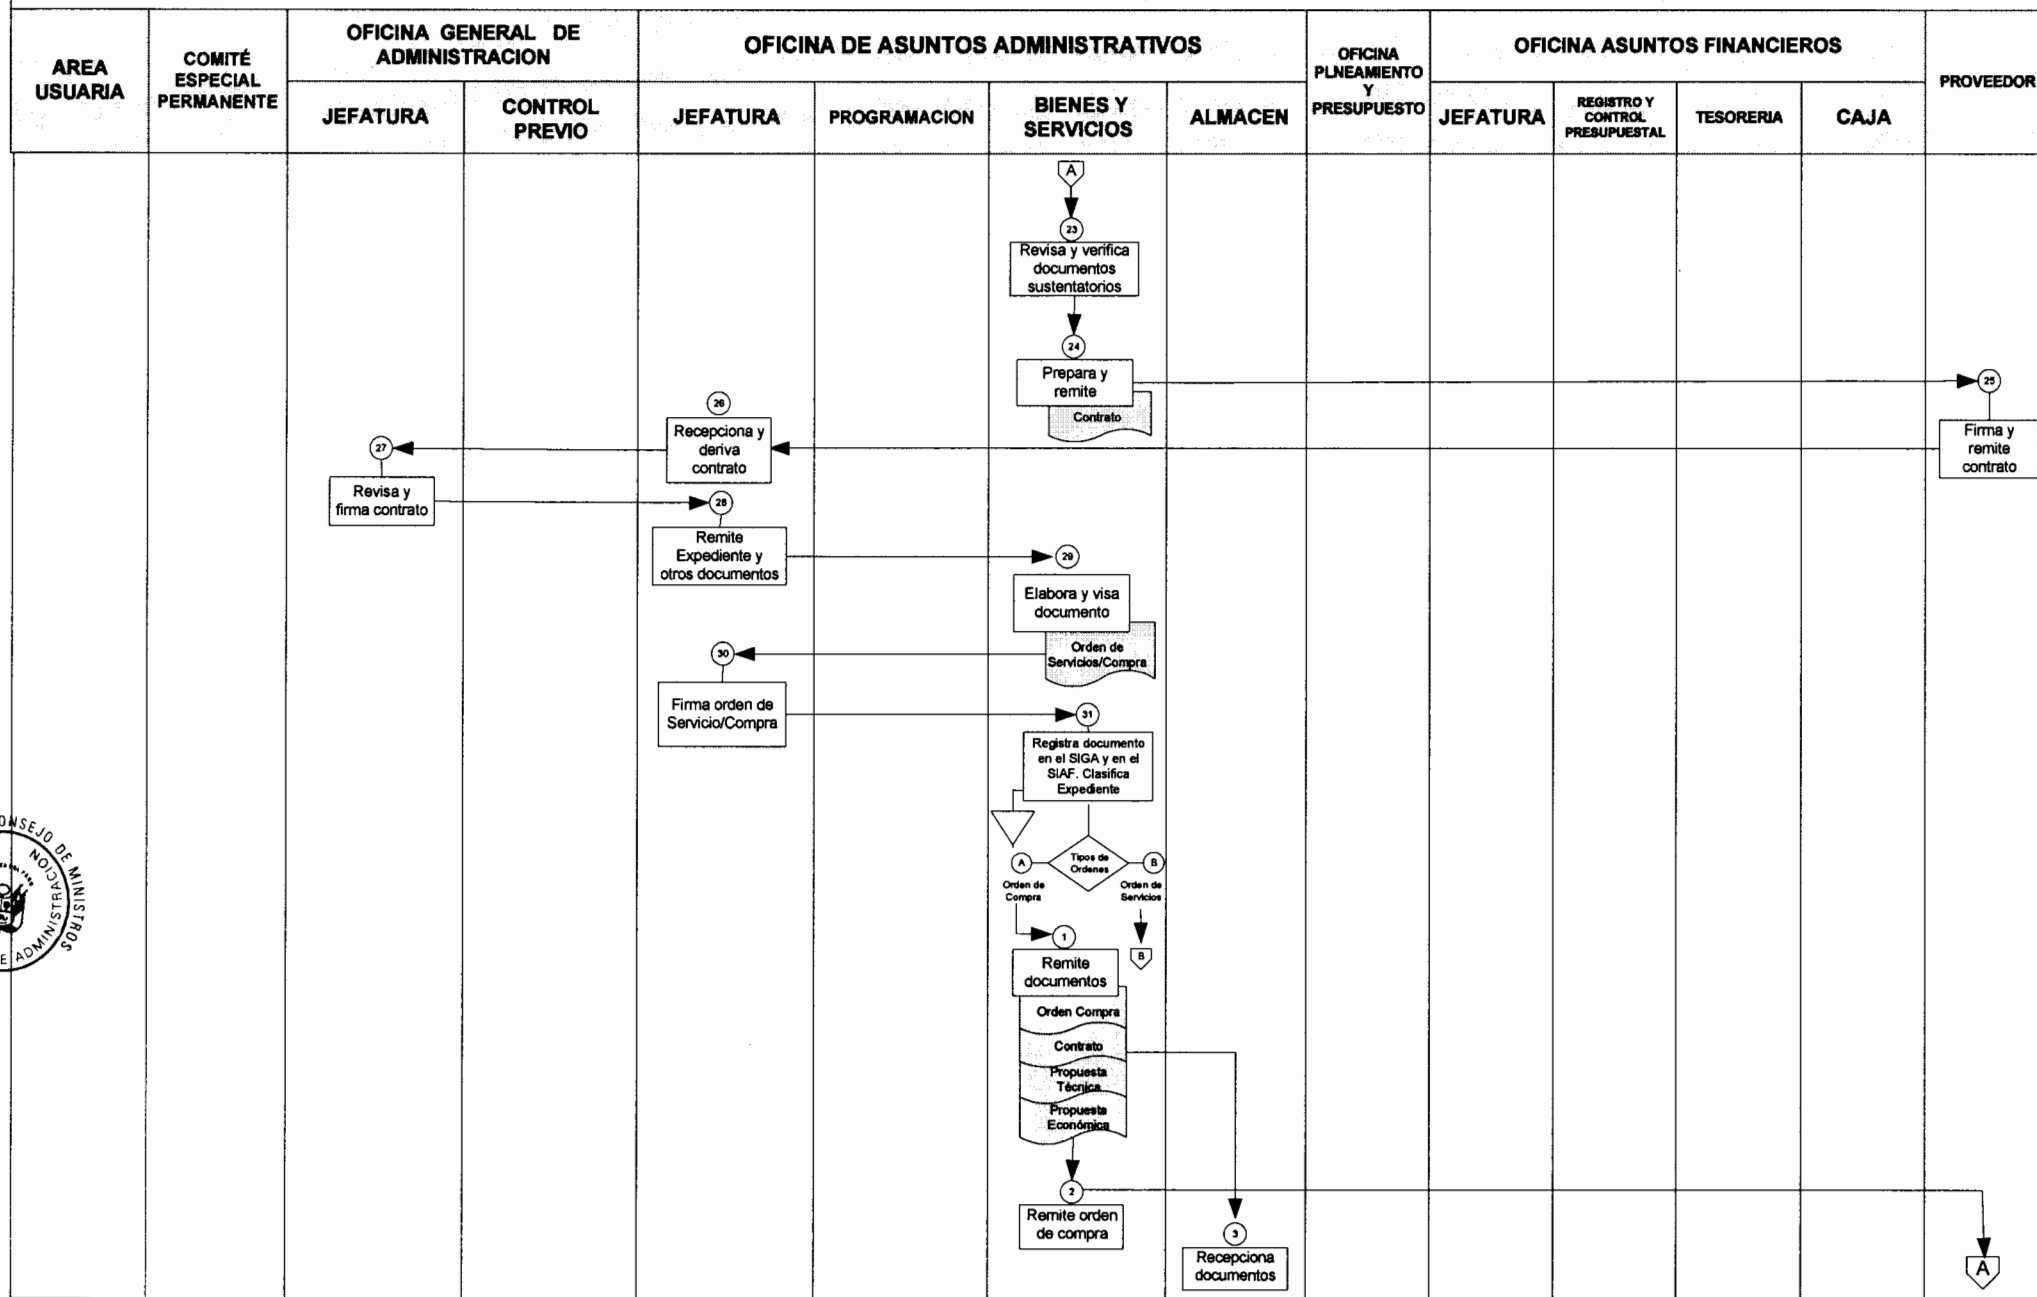 AREA
USUARIA
COMITÉ
ESPECIAL
PERMANENTE
OFICINA GENERAL DE
ADMINISTRACION
JEFATURA
CONTROL
PREVIO
OFICINA DE ASUNTOS ADMINISTRATIVOS
JEFATURA
PROGRAMACION
BIENES Y
SERVICIOS
ALMACEN
OFICINA
PLNEAMIENTO
Y
PRESUPUESTO
OFICINA ASUNTOS FINANCIEROS
JEFATURA
REGISTRO Y
CONTROL
PRESUPUESTAL
TESORERIA
CAJA
PROVEEDOR
A
23
Revisa y verifica
documentos
sustentatorios
24
Prepara y
remite
Contrato
25
Firma y
remite
contrato
26
Recepciona y
deriva
contrato
27
Revisa y
firma contrato
28
Remite
Expediente y
otros documentos
29
Elabora y visa
documento
Orden de
Servicios/Compra
30
Firma orden de
Servicio/Compra
31
Registra documento
en el SIGA y en el
SIAF. Clasifica
Expediente
Tipos de
Ordenes
A
Orden de
Compra
B
Orden de
Servicios
B
1
Remite
documentos
Orden Compra
Contrato
Propuesta
Técnica
Propuesta
Económica
2
Remite orden
de compra
3
Recepciona
documentos
A
CONSEJO DE MINISTROS
ADMINISTRACION